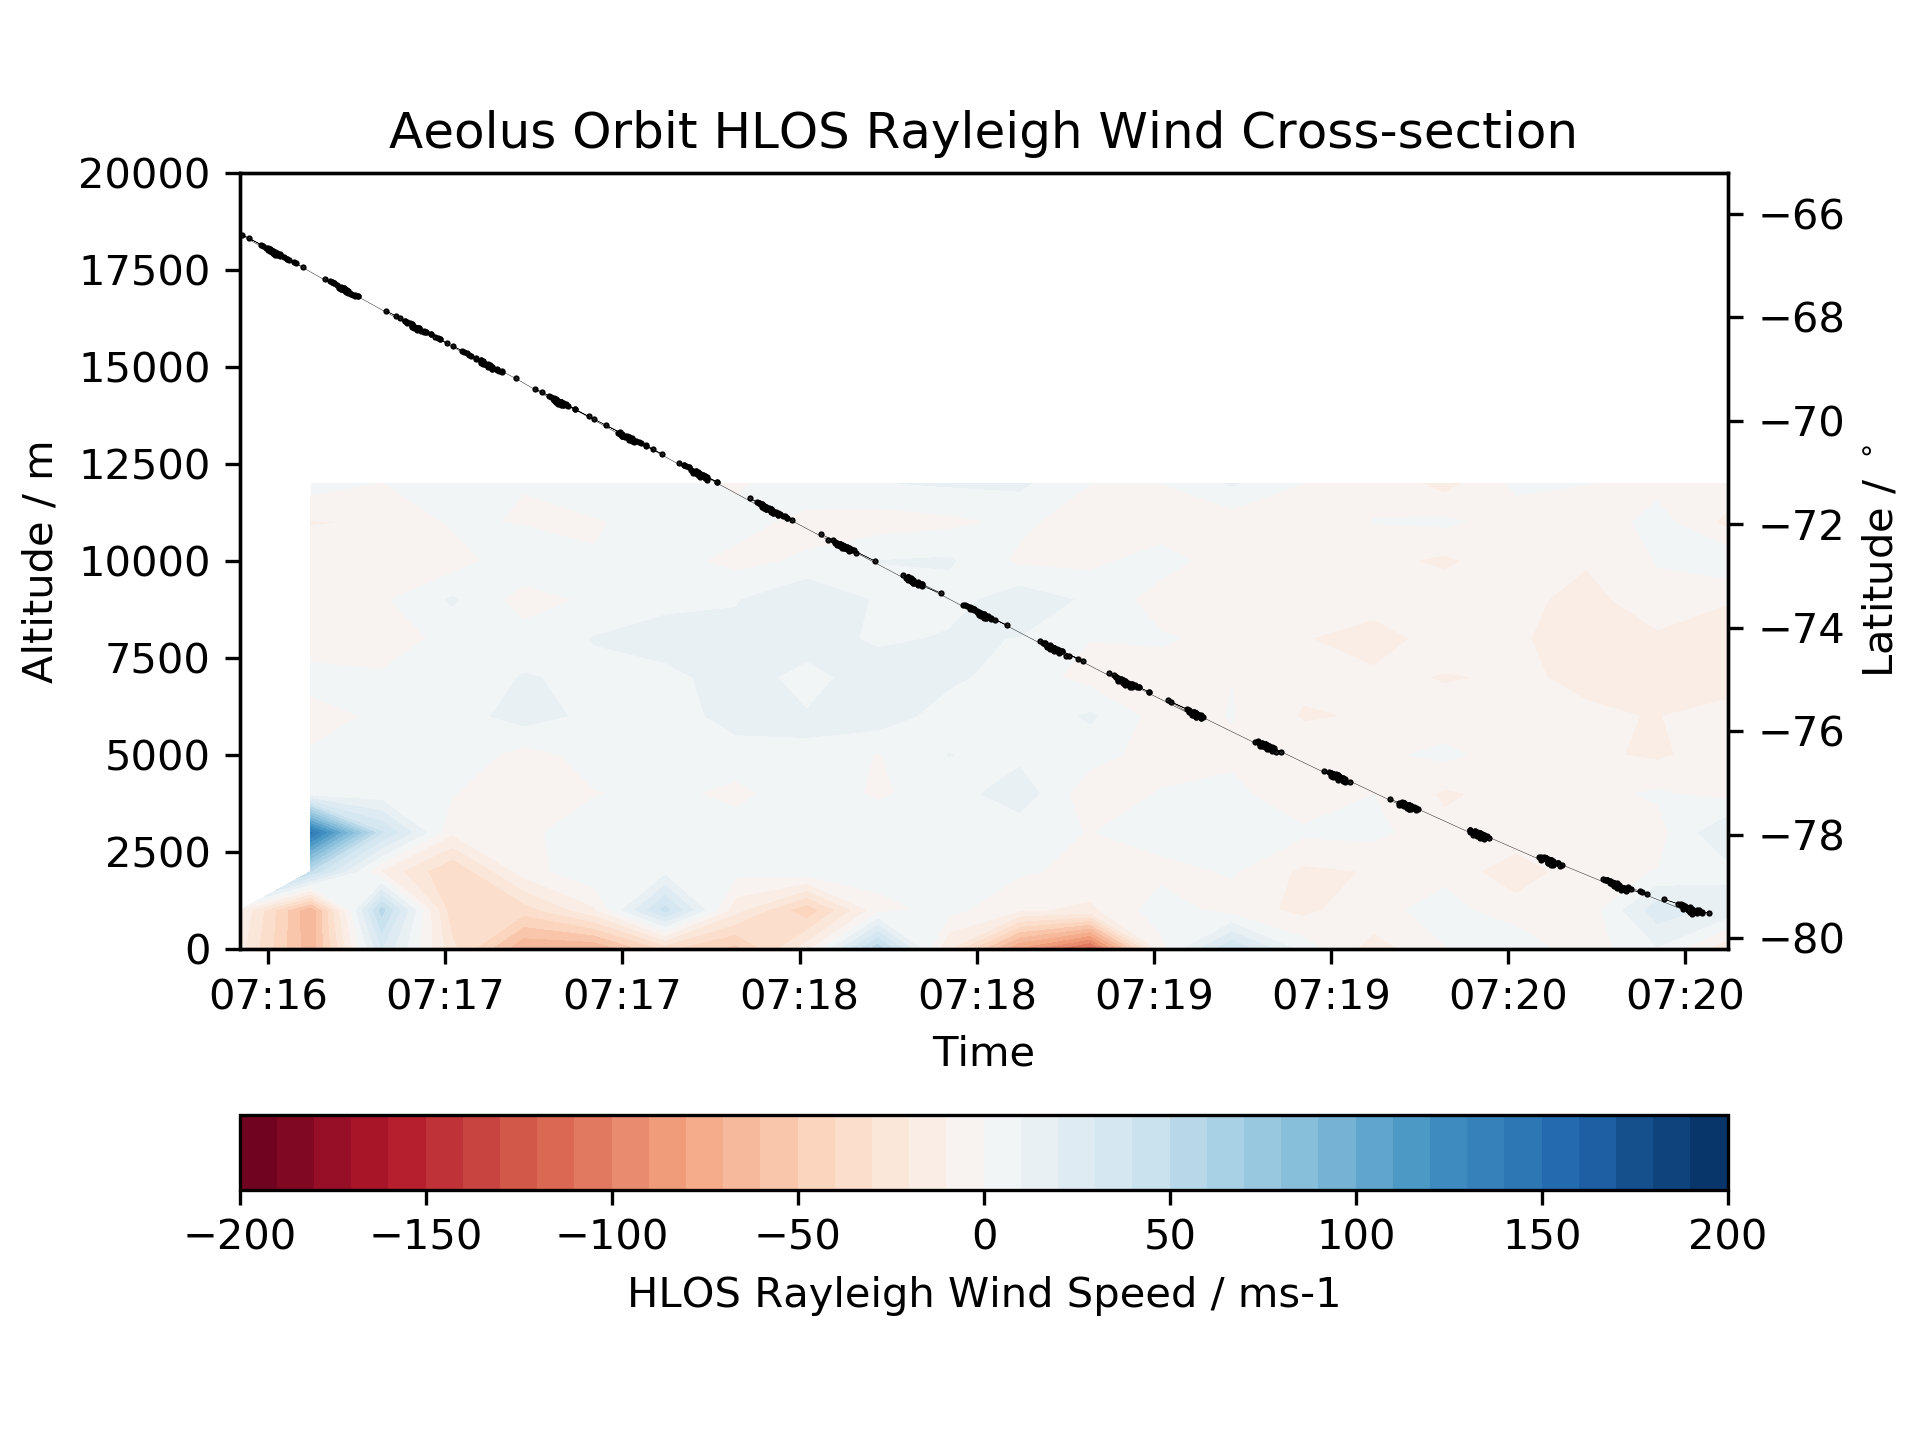 Aeolus Orbit HLOS Rayleigh Wind Cross-section
20000
17500
15000
12500
10000
7500
5000
2500
0
Altitude / m
−66
−68
−70
−72
−74
−76
−78
−80
Latitude / °
07:16 07:17 07:17 07:18 07:18 07:19 07:19 07:20 07:20
Time
−200 −150 −100 −50 0 50 100 150 200
HLOS Rayleigh Wind Speed / ms-1